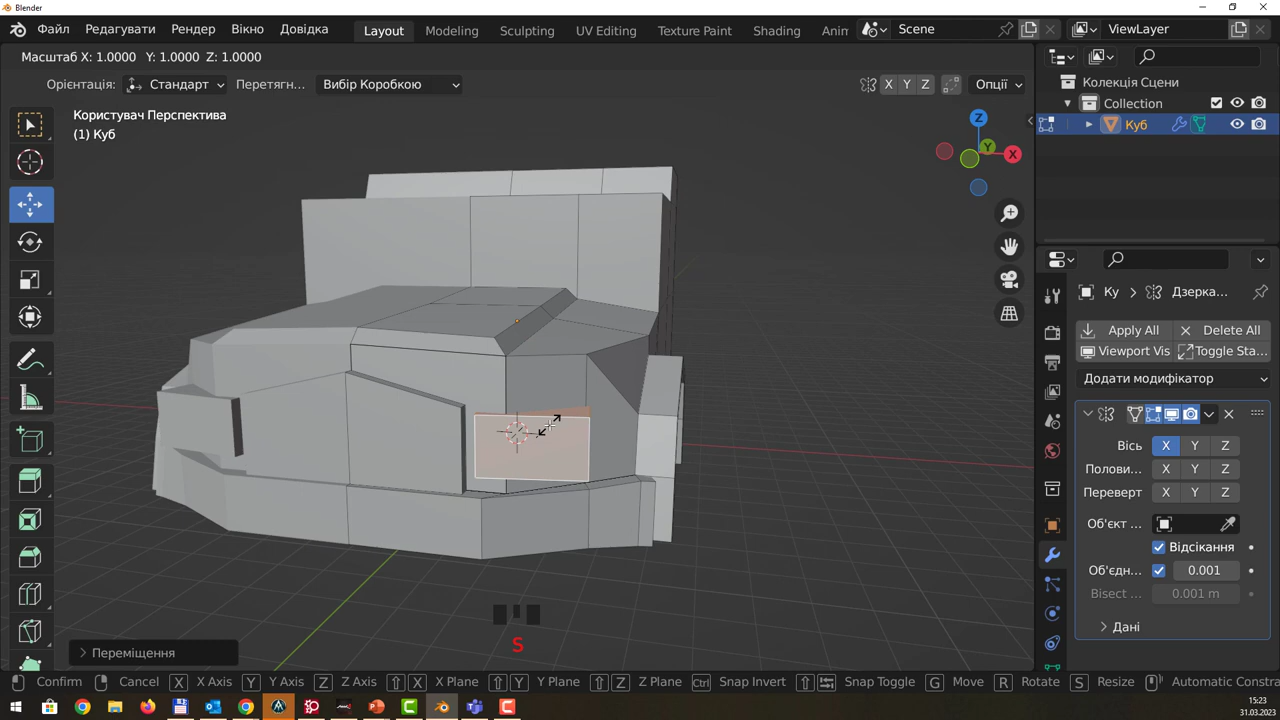 Blender
Файл Редагування Рендер Вікно Довідка Layout Modeling Sculpting UV Editing Texture Paint Shading Anim Scene ViewLayer
Масштаб X: 1.0000 Y: 1.0000 Z: 1.0000
Орієнтація: Стандарт Перетягн... Вибір Коробкою X Y Z Опції
Користувач Перспектива
(1) Куб
Z
Y
X
Колекція Сцени
Collection
Куб
Ку > Дзерка...
Apply All Delete All
Viewport Vis Toggle Sta...
Додати модифікатор
Вісь X Y Z
Полови... X Y Z
Переверт X Y Z
Об'єкт ...
Відсікання
Об'єдн... 0.001
Bisect ... 0.001 m
Дані
S
Переміщення
Confirm Cancel X X Axis Y Y Axis Z Z Axis X X Plane Y Y Plane Z Z Plane Ctrl Snap Invert Snap Toggle G Move R Rotate S Resize Automatic Constra
15:23
31.03.2023